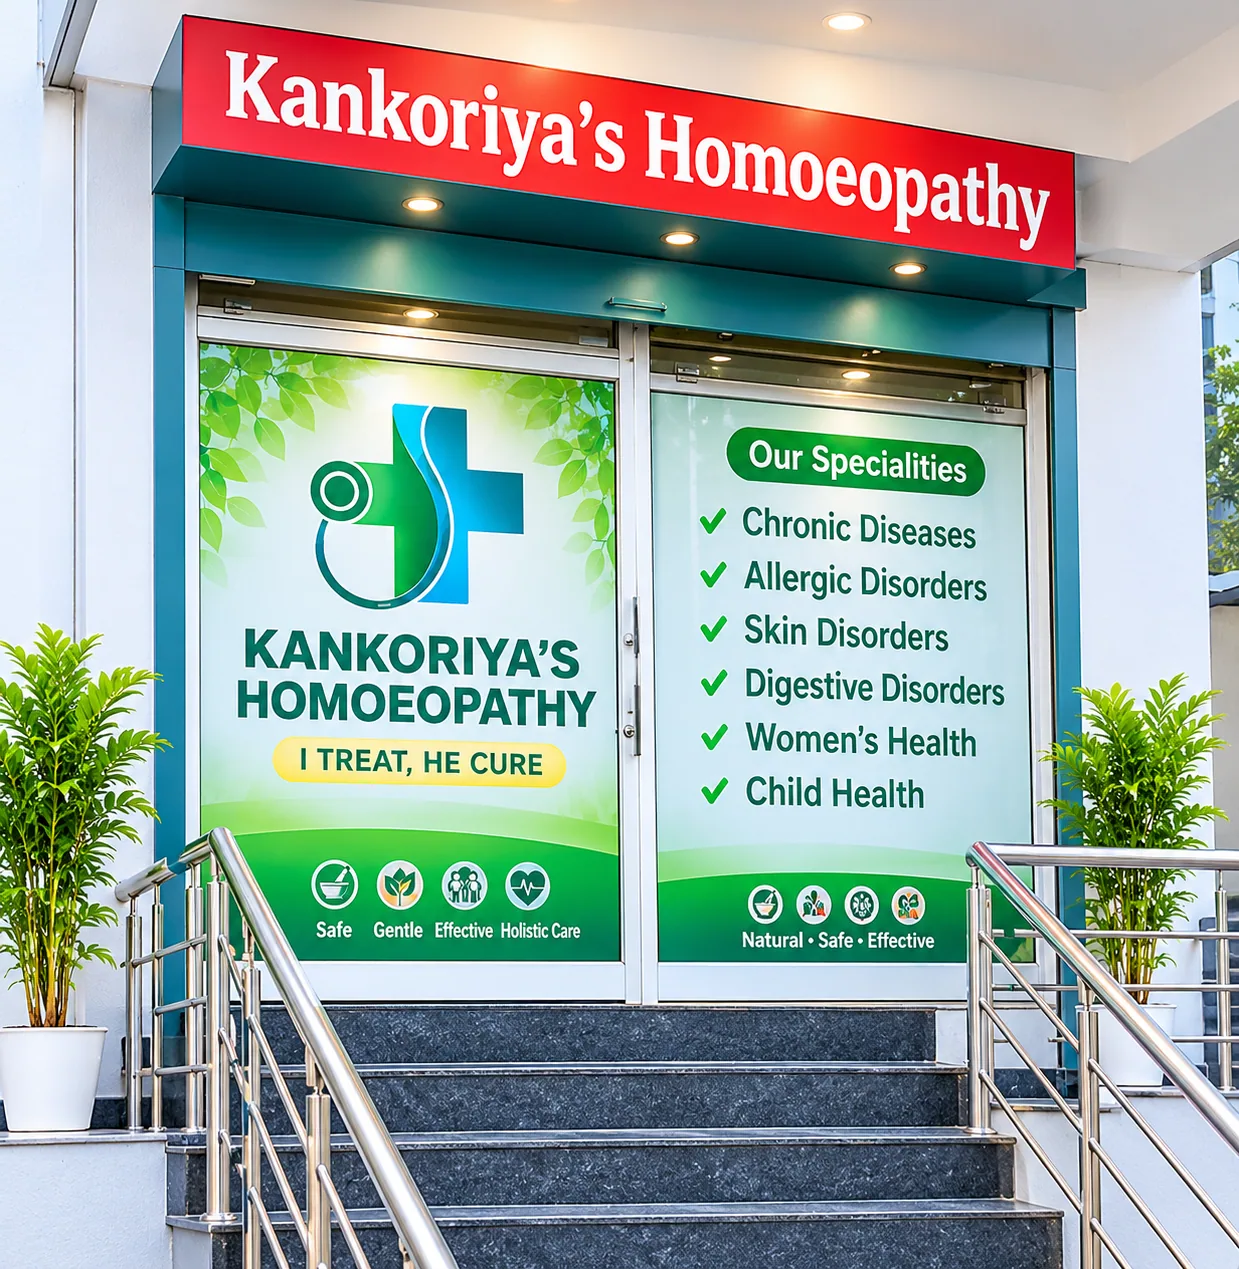 Kankoriya's Homoeopathy
KANKORIYA'S
HOMOEOPATHY
I TREAT, HE CURE
Safe Gentle Effective Holistic Care
Our Specialities
Chronic Diseases
Allergic Disorders
Skin Disorders
Digestive Disorders
Women's Health
Child Health
Natural • Safe • Effective